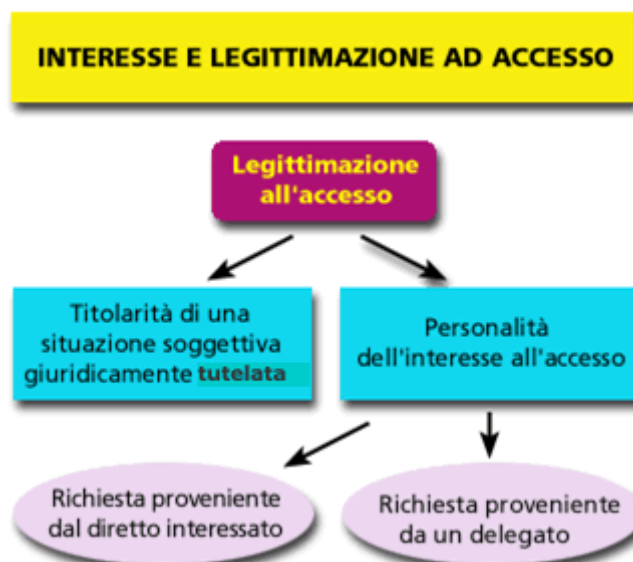 INTERESSE E LEGITTIMAZIONE AD ACCESSO
Legittimazione
all'accesso
Titolarità di una
situazione soggettiva
giuridicamente tutelata
Personalità
dell'interesse all'accesso
Richiesta proveniente
dal diretto interessato
Richiesta proveniente
da un delegato